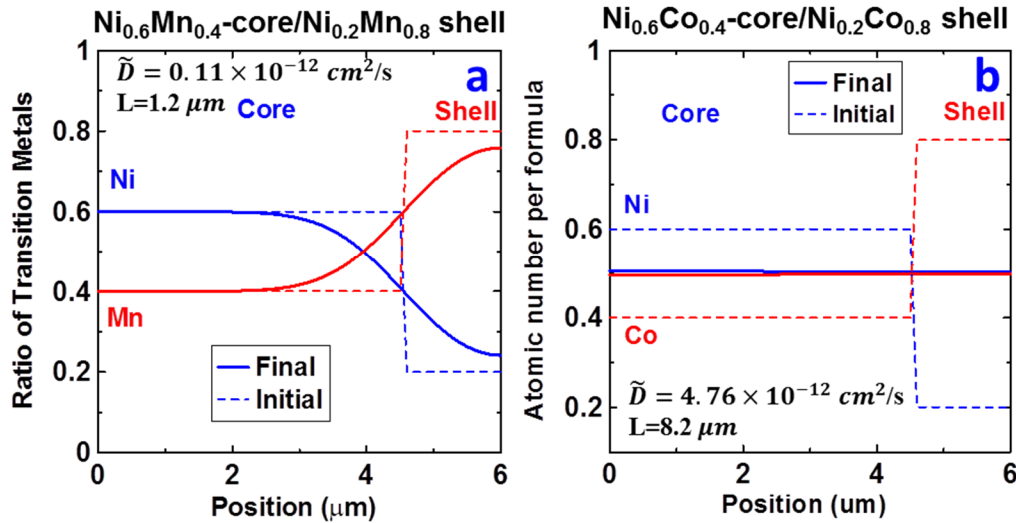 Ni0.6Mn0.4-core/Ni0.2Mn0.8 shell
D̃ = 0.11 × 10⁻¹² cm²/s
L=1.2 μm
a
Core
Shell
Ni
Mn
Final
Initial
1
0.8
0.6
0.4
0.2
0
0
2
4
6
Ratio of Transition Metals
Position (μm)
Ni0.6Co0.4-core/Ni0.2Co0.8 shell
b
Final
Initial
Core
Shell
Ni
Co
D̃ = 4.76 × 10⁻¹² cm²/s
L=8.2 μm
1
0.8
0.6
0.4
0.2
0
2
4
6
Atomic number per formula
Position (um)